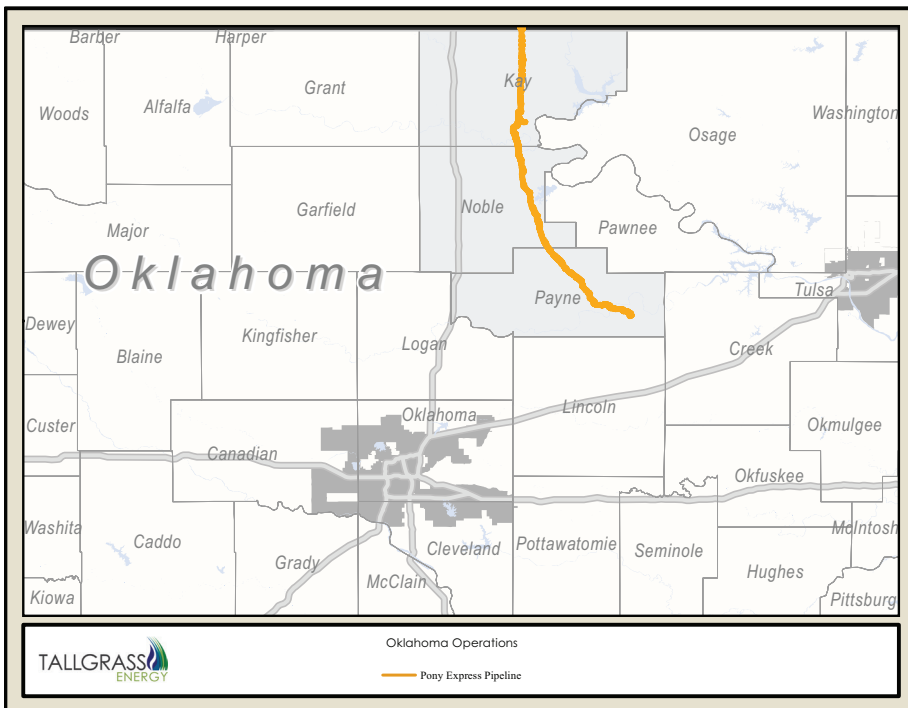 Barber
Harper
Kay
Grant
Woods
Alfalfa
Washington
Osage
Garfield
Noble
Pawnee
Major
Oklahoma
Tulsa
Payne
Dewey
Kingfisher
Logan
Creek
Blaine
Oklahoma
Lincoln
Custer
Okmulgee
Canadian
Okfuskee
Washita
McIntosh
Caddo
Cleveland
Pottawatomie
Seminole
Grady
Hughes
McClain
Kiowa
Pittsburg
Oklahoma Operations
TALLGRASS
ENERGY
Pony Express Pipeline